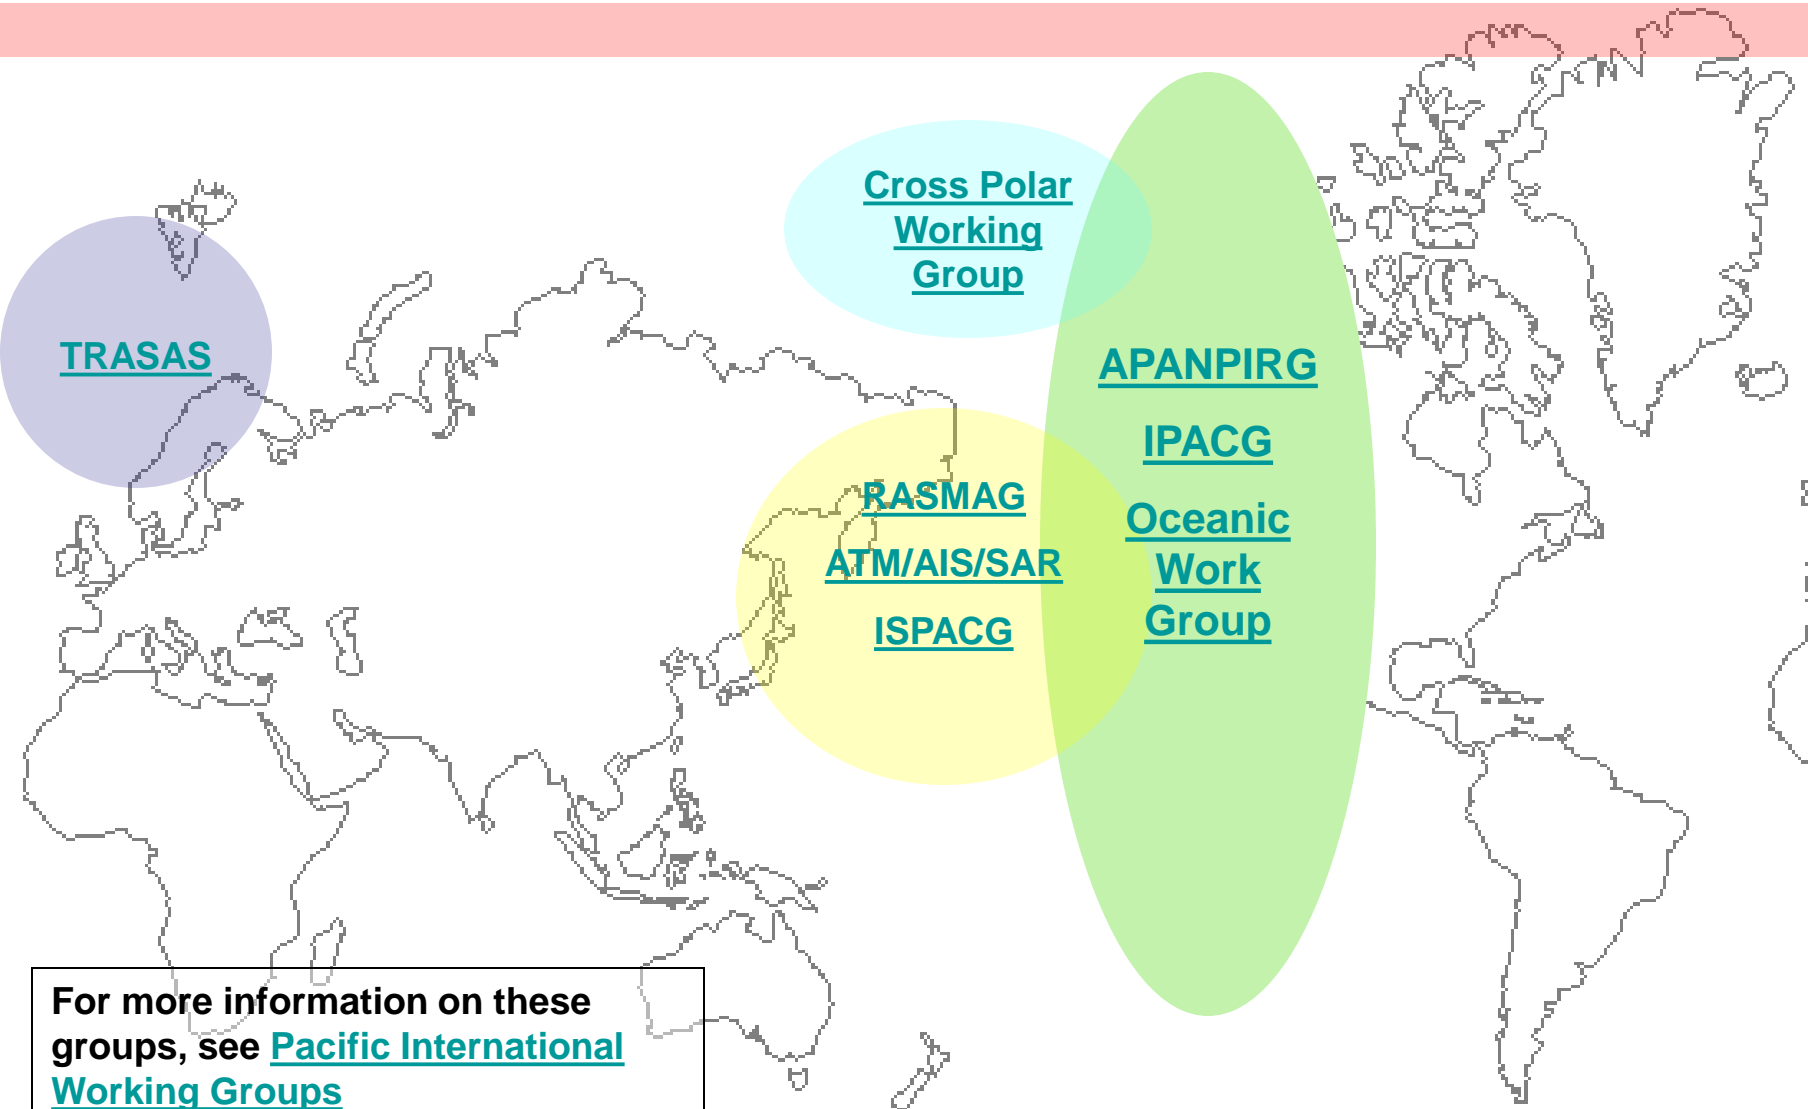 Cross Polar
Working
Group
TRASAS
APANPIRG
IPACG
Oceanic
Work
Group
RASMAG
ATM/AIS/SAR
ISPACG
For more information on these
groups, see Pacific International
Working Groups